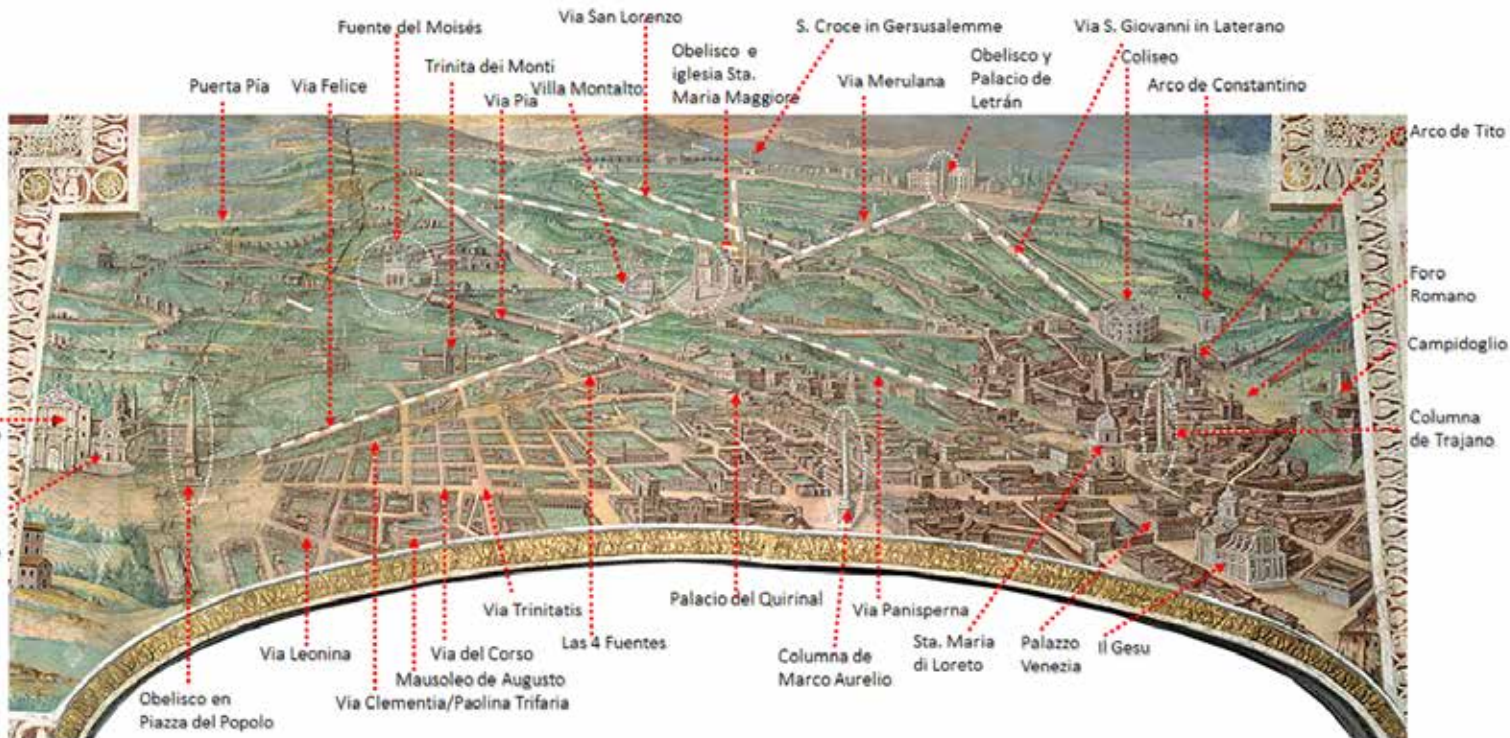 Via San Lorenzo
Fuente del Moisés
S. Croce in Gersusalemme
Via S. Giovanni in Laterano
Trinita dei Monti
Obelisco e
iglesia Sta.
Maria Maggiore
Obelisco y
Palacio de
Letrán
Coliseo
Puerta Pía
Via Felice
Via Pia
Villa Montalto
Via Merulana
Arco de Constantino
Arco de Tito
Foro
Romano
Campidoglio
Columna
de Trajano
Via Leonina
Via Trinitatis
Via del Corso
Mausoleo de Augusto
Via Clementia/Paolina Trifaria
Las 4 Fuentes
Palacio del Quirinal
Via Panisperna
Columna de
Marco Aurelio
Sta. Maria
di Loreto
Palazzo
Venezia
Il Gesu
Obelisco en
Piazza del Popolo